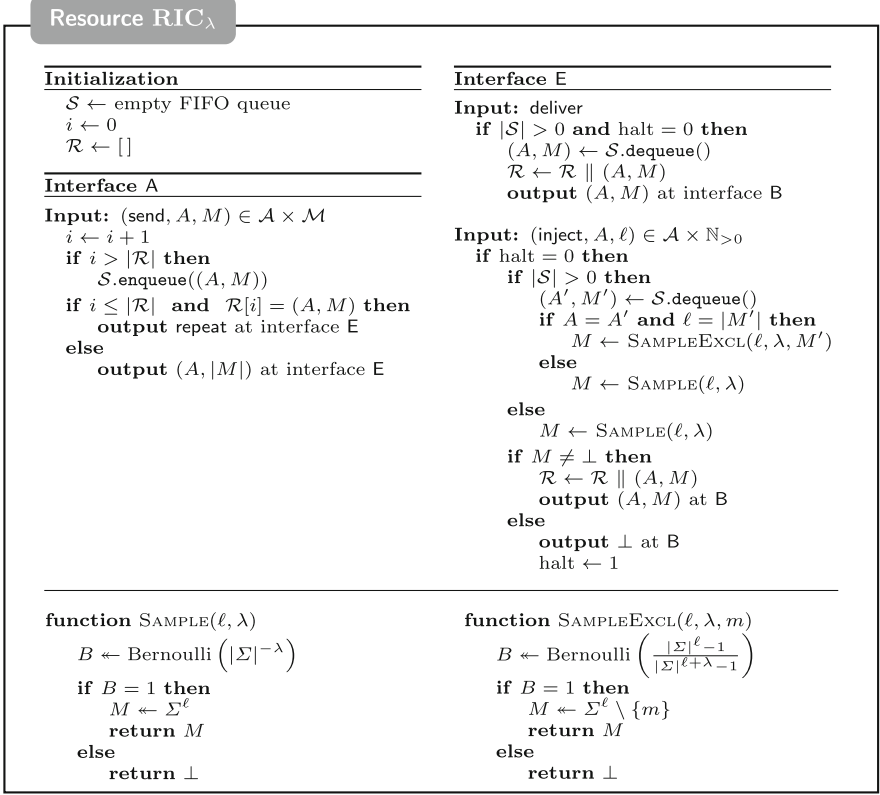 Resource RIC_λ
Initialization
𝒮 ← empty FIFO queue
i ← 0
ℛ ← [ ]
Interface A
Input: (send, A, M) ∈ 𝒜 × ℳ
i ← i + 1
if i > |ℛ| then
𝒮.enqueue((A, M))
if i ≤ |ℛ| and ℛ[i] = (A, M) then
output repeat at interface E
else
output (A, |M|) at interface E
Interface E
Input: deliver
if |𝒮| > 0 and halt = 0 then
(A, M) ← 𝒮.dequeue()
ℛ ← ℛ ∥ (A, M)
output (A, M) at interface B
Input: (inject, A, ℓ) ∈ 𝒜 × ℕ_{>0}
if halt = 0 then
if |𝒮| > 0 then
(A′, M′) ← 𝒮.dequeue()
if A = A′ and ℓ = |M′| then
M ← SampleExcl(ℓ, λ, M′)
else
M ← Sample(ℓ, λ)
else
M ← Sample(ℓ, λ)
if M ≠ ⊥ then
ℛ ← ℛ ∥ (A, M)
output (A, M) at B
else
output ⊥ at B
halt ← 1
function Sample(ℓ, λ)
B ↞ Bernoulli(|Σ|^{−λ})
if B = 1 then
M ↞ Σ^ℓ
return M
else
return ⊥
function SampleExcl(ℓ, λ, m)
B ↞ Bernoulli((|Σ|^ℓ −1)/(|Σ|^{ℓ+λ} −1))
if B = 1 then
M ↞ Σ^ℓ \ {m}
return M
else
return ⊥